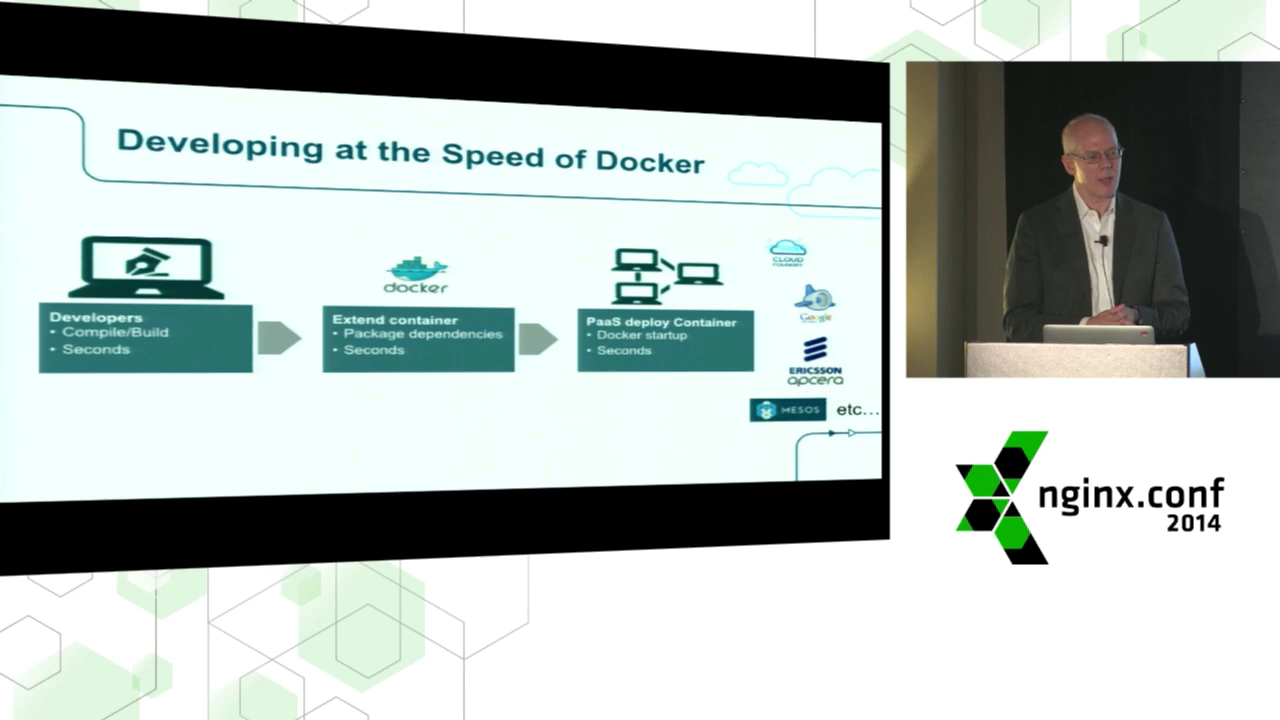 Developing at the Speed of Docker
docker
Developers
• Compile/Build
• Seconds
Extend container
• Package dependencies
• Seconds
PaaS deploy Container
• Docker startup
• Seconds
CLOUD
FOUNDRY
Google
ERICSSON
apcera
MESOS
etc...
nginx.conf
2014